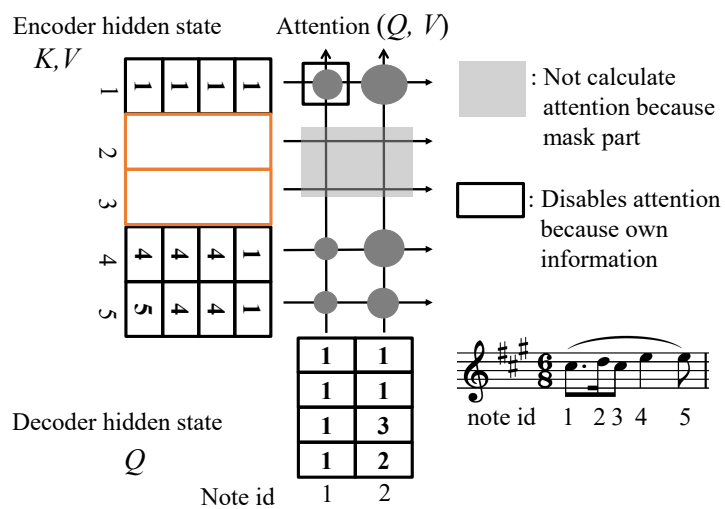 Encoder hidden state
K,V
Attention (Q, V)
1
1 1 1 1
2
3
4
4 4 4 1
5
5 4 4 1
: Not calculate
attention because
mask part
: Disables attention
because own
information
1 1
1 1
1 3
1 2
Decoder hidden state
Q
Note id 1 2
6
8
note id 1 2 3 4 5